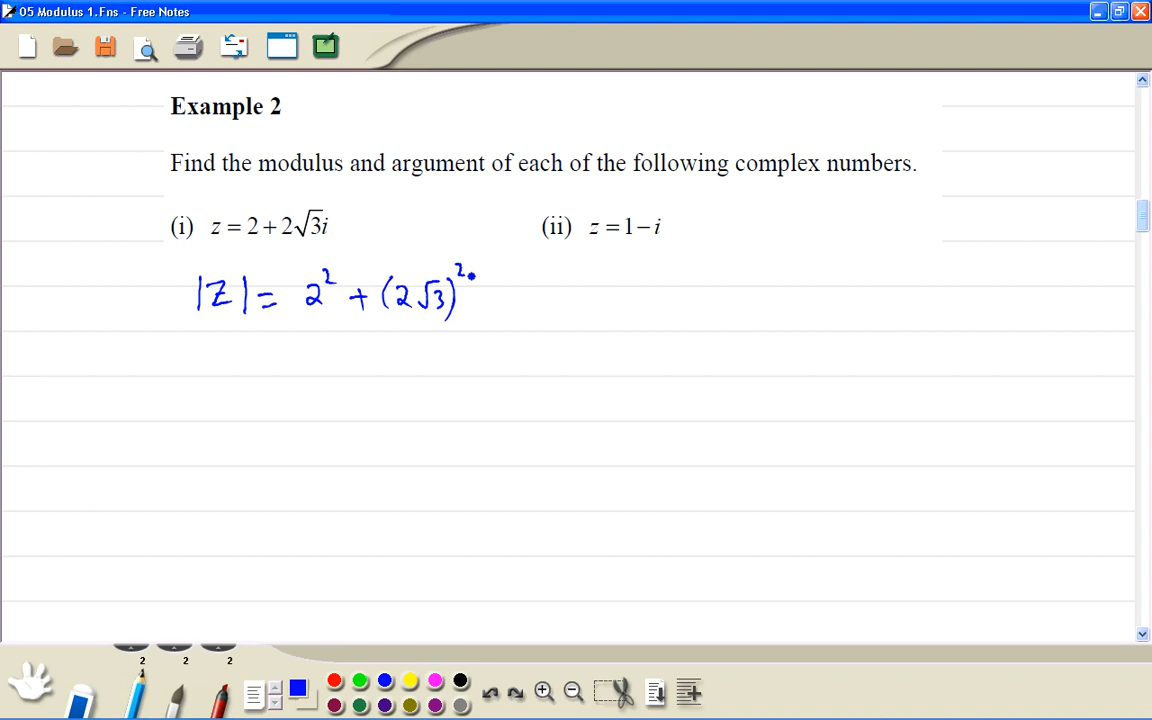 05 Modulus 1.Fns - Free Notes
Example 2
Find the modulus and argument of each of the following complex numbers.
(i) z = 2 + 2√3i (ii) z = 1 − i
|Z| = 2² + (2√3)²
2 2 2